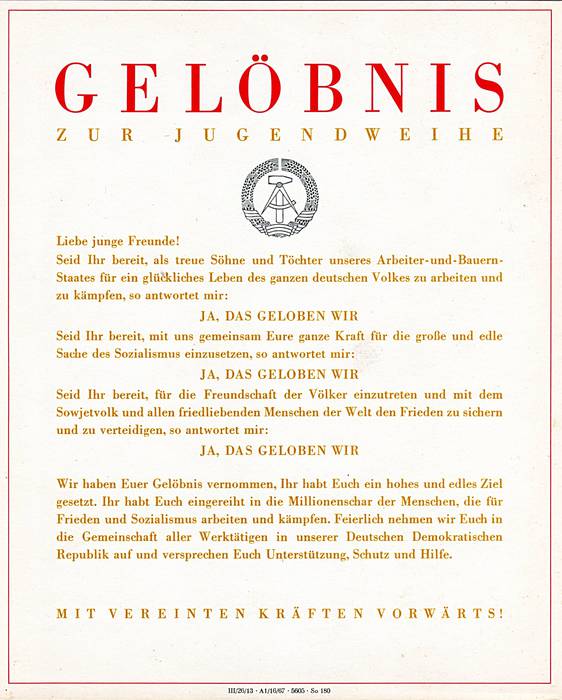 GELÖBNIS
ZUR JUGENDWEIHE
Liebe junge Freunde!
Seid Ihr bereit, als treue Söhne und Töchter unseres Arbeiter-und-Bauern-
Staates für ein glückliches Leben des ganzen deutschen Volkes zu arbeiten und
zu kämpfen, so antwortet mir:
JA, DAS GELOBEN WIR
Seid Ihr bereit, mit uns gemeinsam Eure ganze Kraft für die große und edle
Sache des Sozialismus einzusetzen, so antwortet mir:
JA, DAS GELOBEN WIR
Seid Ihr bereit, für die Freundschaft der Völker einzutreten und mit dem
Sowjetvolk und allen friedliebenden Menschen der Welt den Frieden zu sichern
und zu verteidigen, so antwortet mir:
JA, DAS GELOBEN WIR
Wir haben Euer Gelöbnis vernommen, Ihr habt Euch ein hohes und edles Ziel
gesetzt. Ihr habt Euch eingereiht in die Millionenschar der Menschen, die für
Frieden und Sozialismus arbeiten und kämpfen. Feierlich nehmen wir Euch in
die Gemeinschaft aller Werktätigen in unserer Deutschen Demokratischen
Republik auf und versprechen Euch Unterstützung, Schutz und Hilfe.
MIT VEREINTEN KRÄFTEN VORWÄRTS!
III/26/13 · A1/16/67 · 5605 · So 180